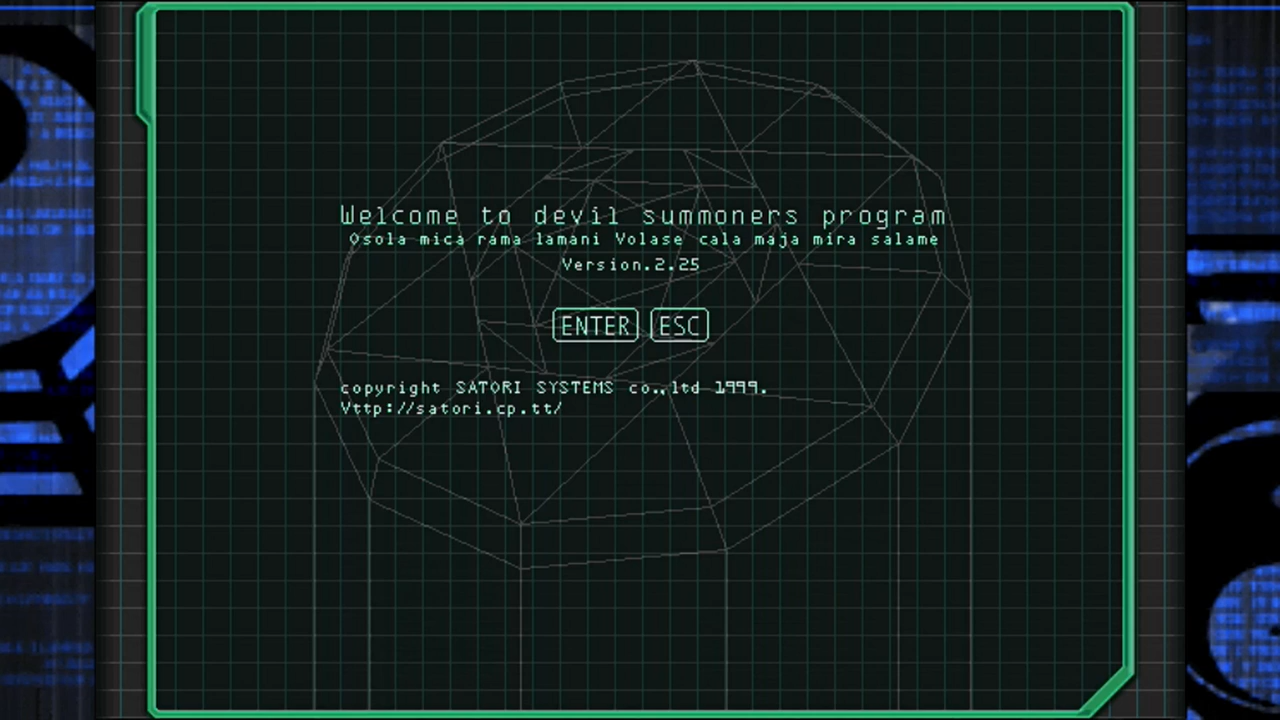 Welcome to devil summoners program
Osola mica rama lamani Volase cala maja mira salame
Version.2.25
ENTER ESC
copyright SATORI SYSTEMS co.,ltd 1999.
Vttp://satori.cp.tt/